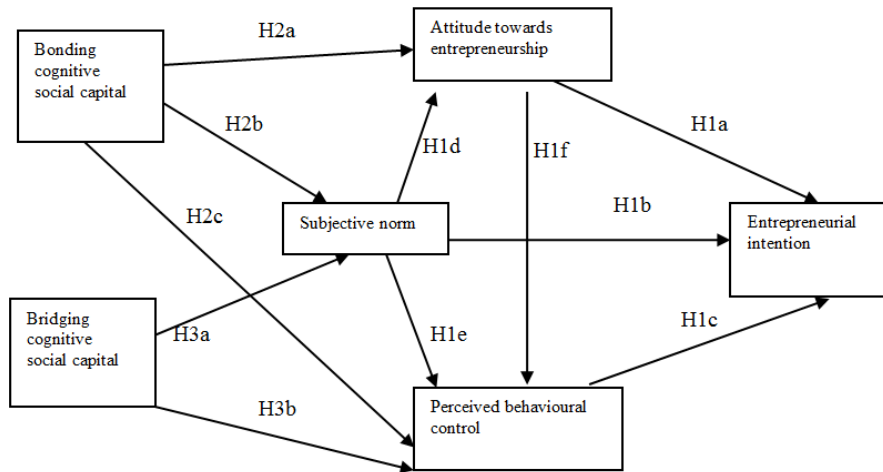 Bonding
cognitive
social capital
H2a
Attitude towards
entrepreneurship
H2b
H1d
H1f
H1a
H2c
Subjective norm
H1b
Entrepreneurial
intention
Bridging
cognitive
social capital
H3a
H1e
H1c
H3b
Perceived behavioural
control